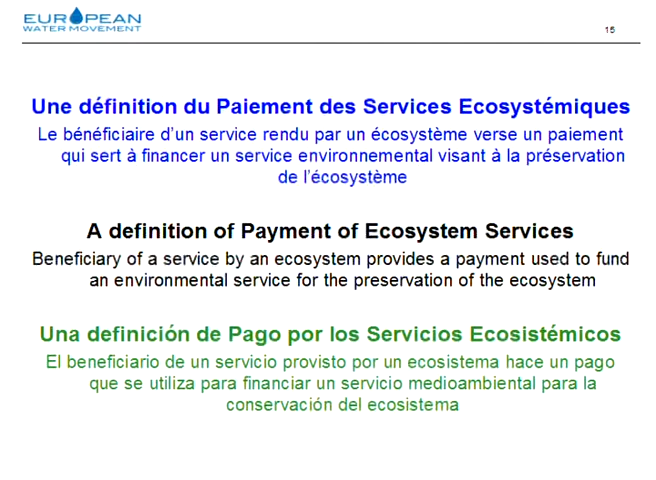 EUROPEAN
WATER MOVEMENT
15
Une définition du Paiement des Services Ecosystémiques
Le bénéficiaire d'un service rendu par un écosystème verse un paiement
qui sert à financer un service environnemental visant à la préservation
de l'écosystème
A definition of Payment of Ecosystem Services
Beneficiary of a service by an ecosystem provides a payment used to fund
an environmental service for the preservation of the ecosystem
Una definición de Pago por los Servicios Ecosistémicos
El beneficiario de un servicio provisto por un ecosistema hace un pago
que se utiliza para financiar un servicio medioambiental para la
conservación del ecosistema